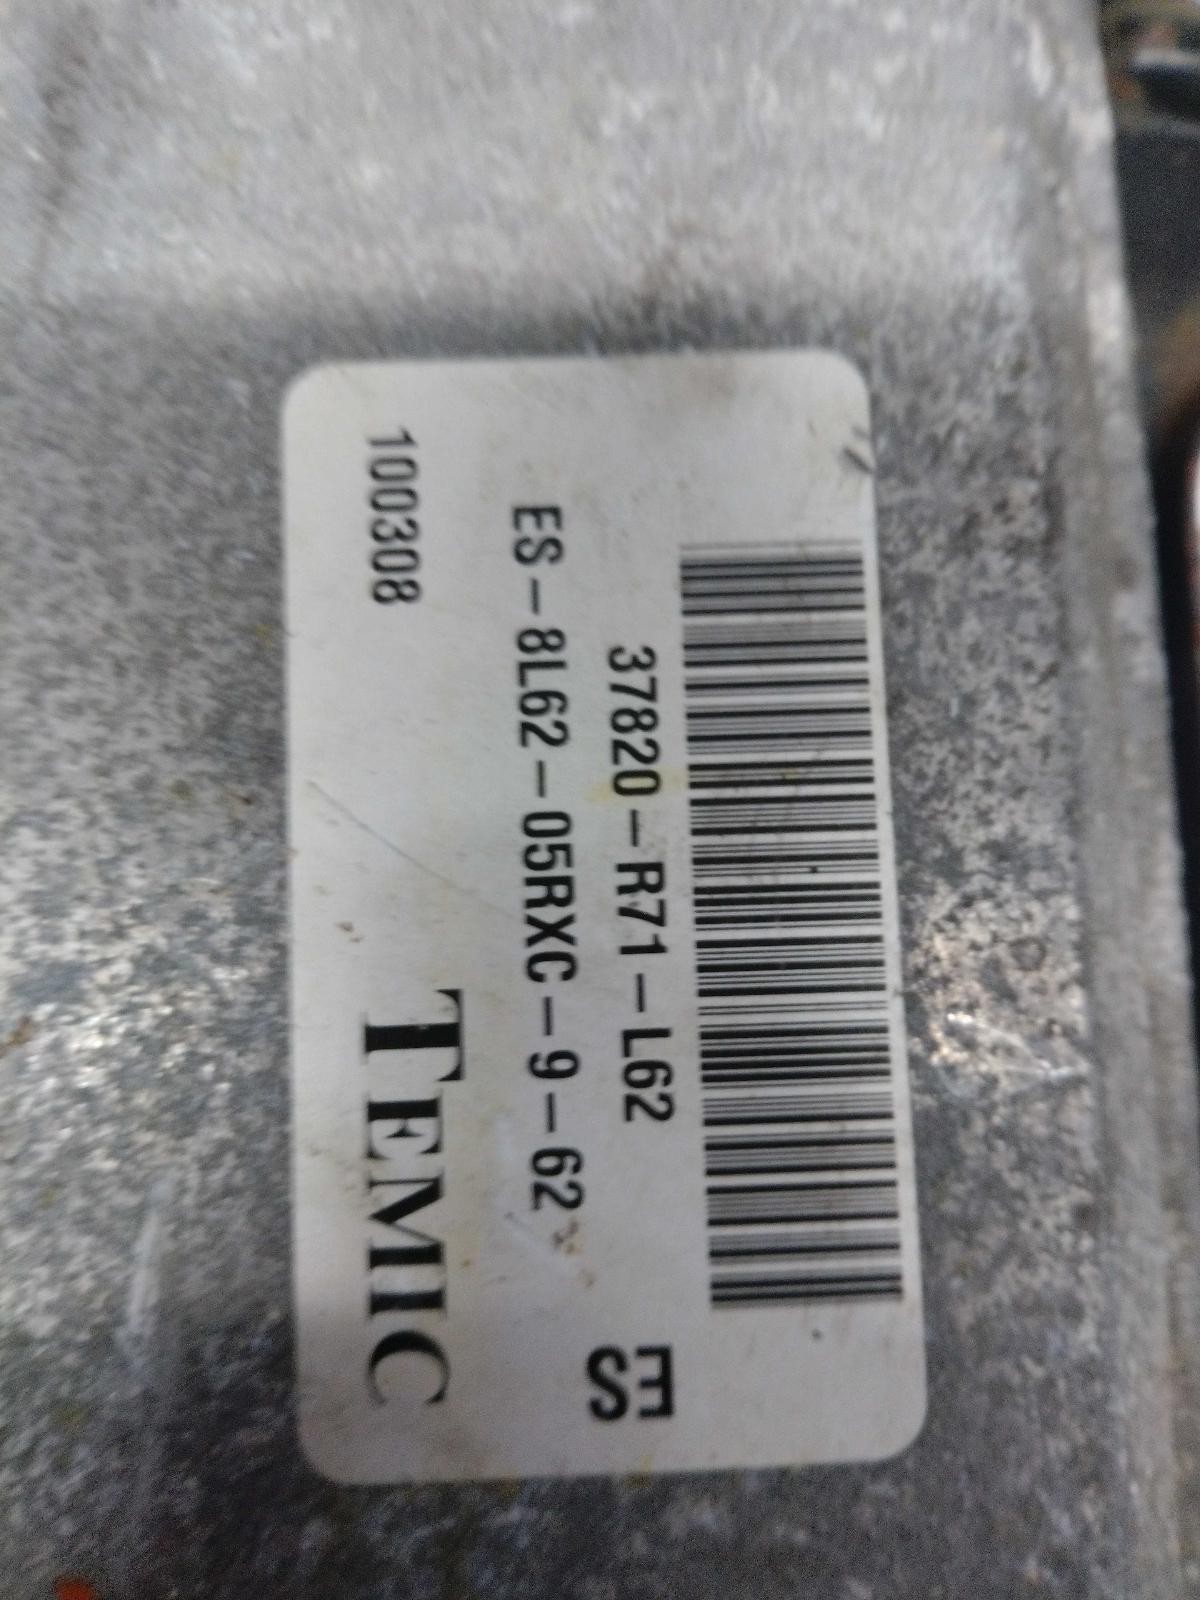 37820-R71-L62
ES
ES-8L62-05RXC-9-62
100308
TEMIC